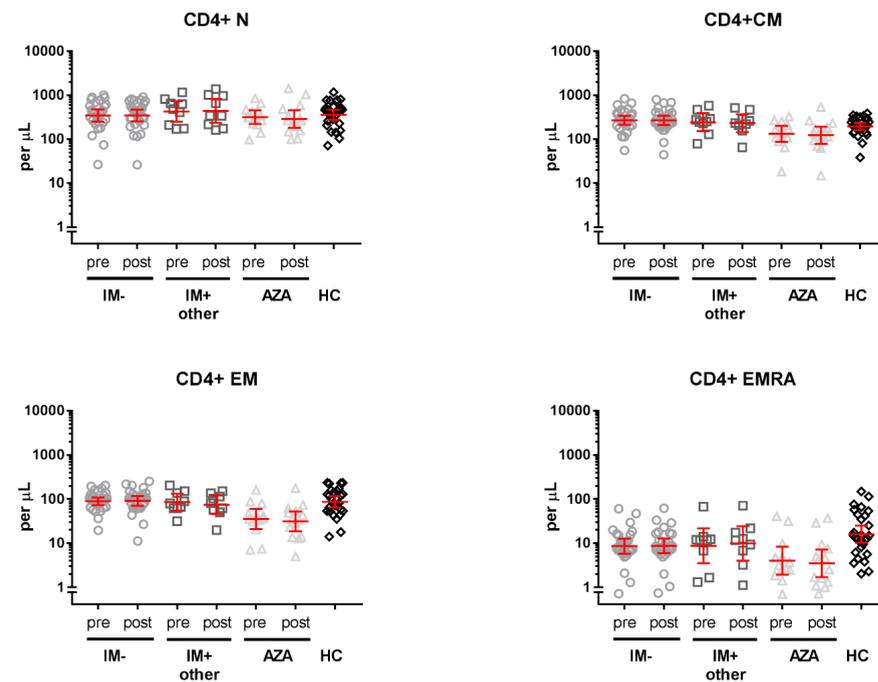 CD4+ N
10000
1000
100
10
1
per μL
pre post pre post pre post
IM- IM+ AZA HC
other
CD4+CM
10000
1000
100
10
1
per μL
pre post pre post pre post
IM- IM+ AZA HC
other
CD4+ EM
10000
1000
100
10
1
per μL
pre post pre post pre post
IM- IM+ AZA HC
other
CD4+ EMRA
10000
1000
100
10
1
per μL
pre post pre post pre post
IM- IM+ AZA HC
other